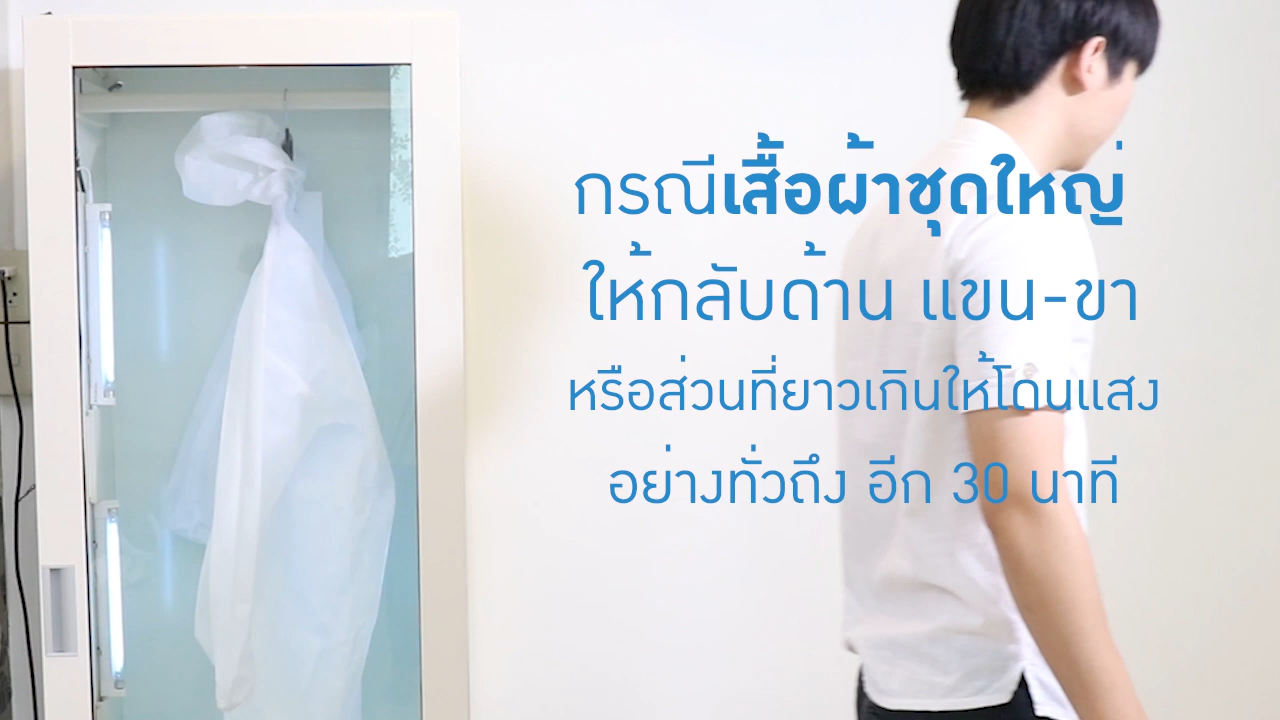 กรณีเสื้อผ้าชุดใหญ่
ให้กลับด้าน แขน-ขา
หรือส่วนที่ยาวเกินให้โดนแสง
อย่างทั่วถึง อีก 30 นาที